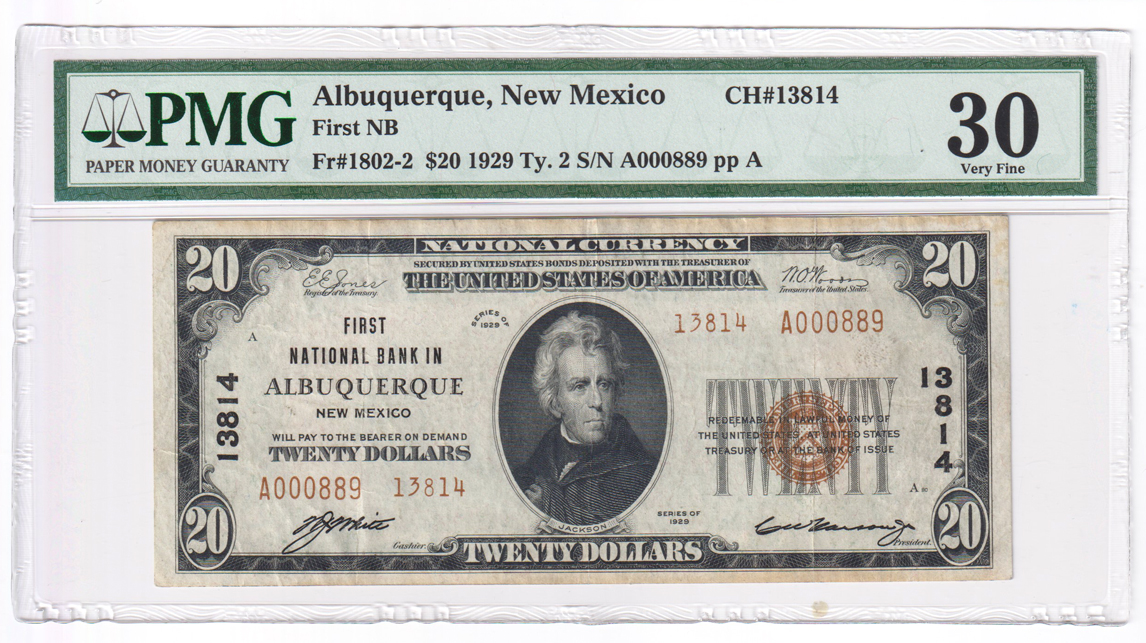 PMG
PAPER MONEY GUARANTY
Albuquerque, New Mexico CH#13814
First NB
Fr#1802-2 $20 1929 Ty. 2 S/N A000889 pp A
30
Very Fine
NATIONAL CURRENCY
SECURED BY UNITED STATES BONDS DEPOSITED WITH THE TREASURER OF
THE UNITED STATES OF AMERICA
20
20
E E Jones
Register of the Treasury.
W.O. Woods
Treasurer of the United States.
A
FIRST
NATIONAL BANK IN
ALBUQUERQUE
NEW MEXICO
WILL PAY TO THE BEARER ON DEMAND
TWENTY DOLLARS
SERIES OF
1929
13814 A000889
13814
13814
TWENTY
REDEEMABLE IN LAWFUL MONEY OF
THE UNITED STATES AT UNITED STATES
TREASURY OR AT THE BANK OF ISSUE
A000889 13814
SERIES OF
1929
JACKSON
Cashier.
President.
20
TWENTY DOLLARS
20